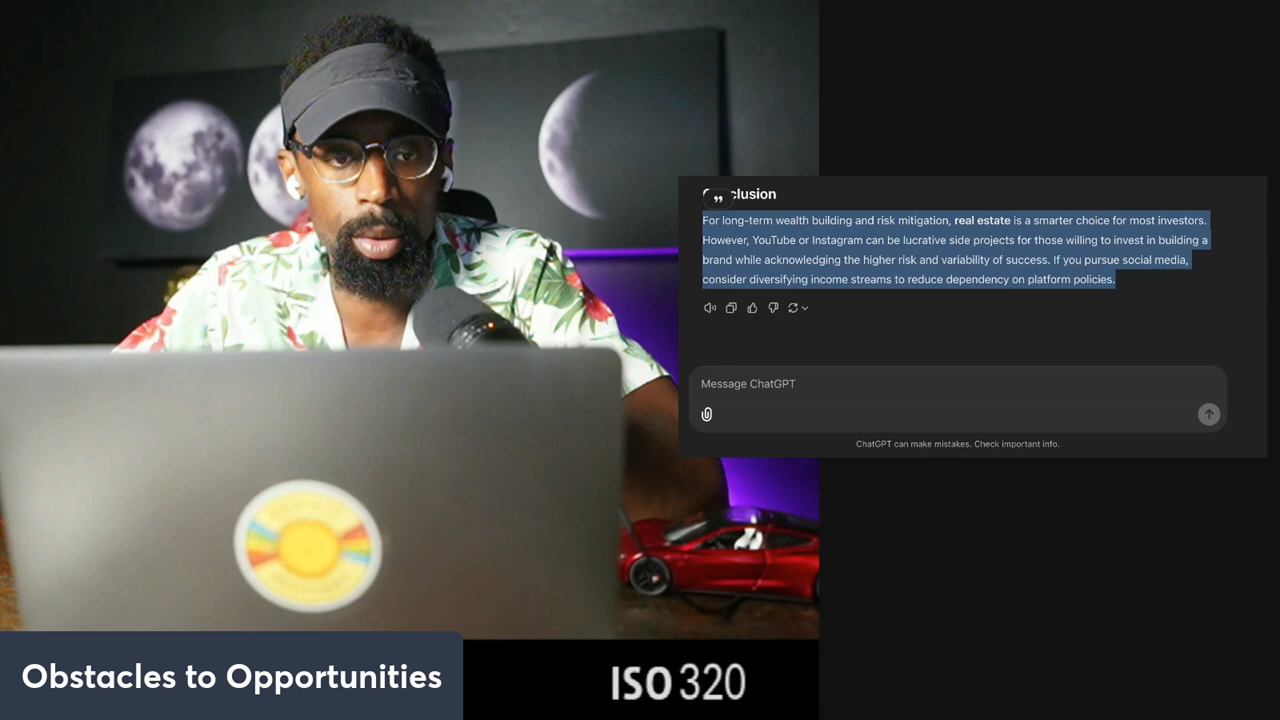 clusion
For long-term wealth building and risk mitigation, real estate is a smarter choice for most investors.
However, YouTube or Instagram can be lucrative side projects for those willing to invest in building a
brand while acknowledging the higher risk and variability of success. If you pursue social media,
consider diversifying income streams to reduce dependency on platform policies.
Message ChatGPT
ChatGPT can make mistakes. Check important info.
Obstacles to Opportunities
ISO 320